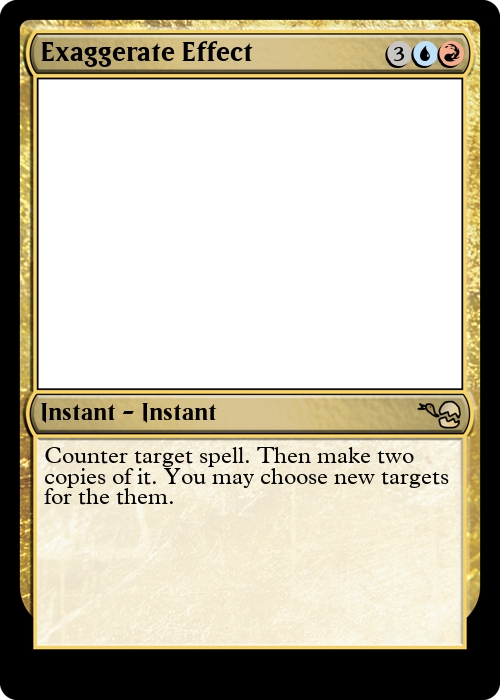 Exaggerate Effect 3
Instant – Instant
Counter target spell. Then make two
copies of it. You may choose new targets
for the them.